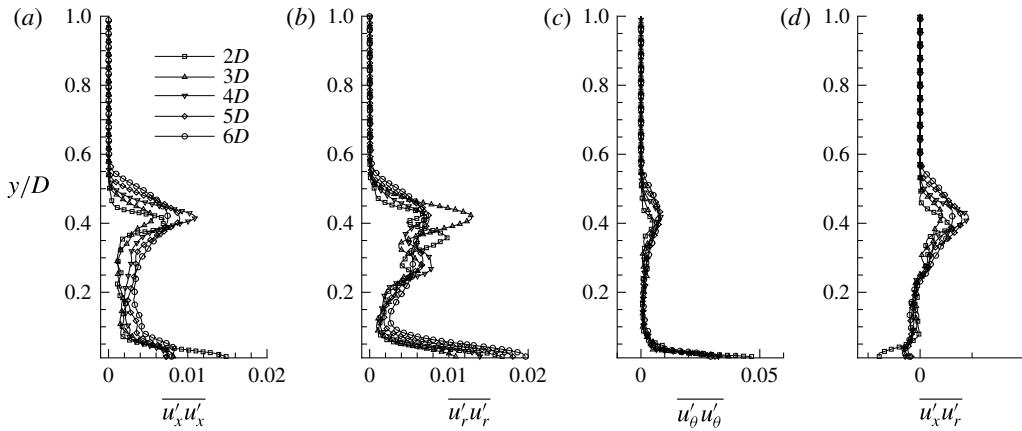 (a) 1.0 (b) 1.0 (c) 1.0 (d) 1.0
2D
3D
4D
5D
6D
0.8 0.8 0.8 0.8
0.6 0.6 0.6 0.6
y/D
0.4 0.4 0.4 0.4
0.2 0.2 0.2 0.2
0 0.01 0.02 0 0.01 0.02 0 0.05 0
u′ₓu′ₓ u′ᵣu′ᵣ u′θu′θ u′ₓu′ᵣ